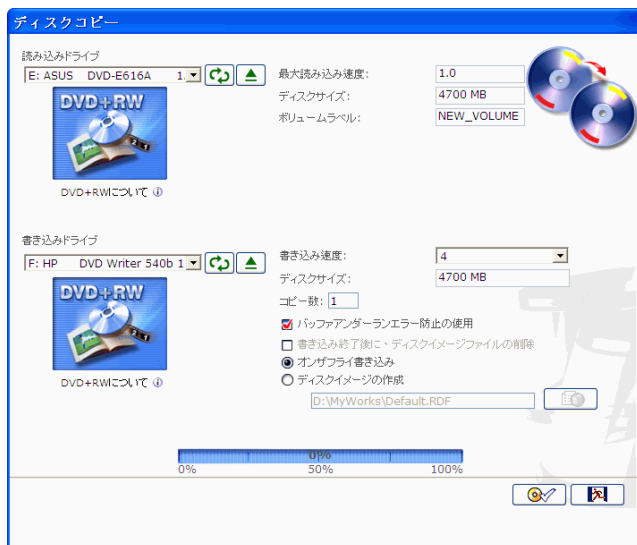 ディスクコピー
読み込みドライブ
E: ASUS DVD-E616A 1.
最大読み込み速度:
1.0
ディスクサイズ:
4700 MB
ボリュームラベル:
NEW_VOLUME
DVD+RW
DVD+RWについて
書き込みドライブ
F: HP DVD Writer 540b 1
書き込み速度:
4
ディスクサイズ:
4700 MB
コピー数: 1
バッファアンダーランエラー防止の使用
書き込み終了後に、ディスクイメージファイルの削除
オンザフライ書き込み
ディスクイメージの作成
D:\MyWorks\Default.RDF
DVD+RW
DVD+RWについて
0%
0% 50% 100%